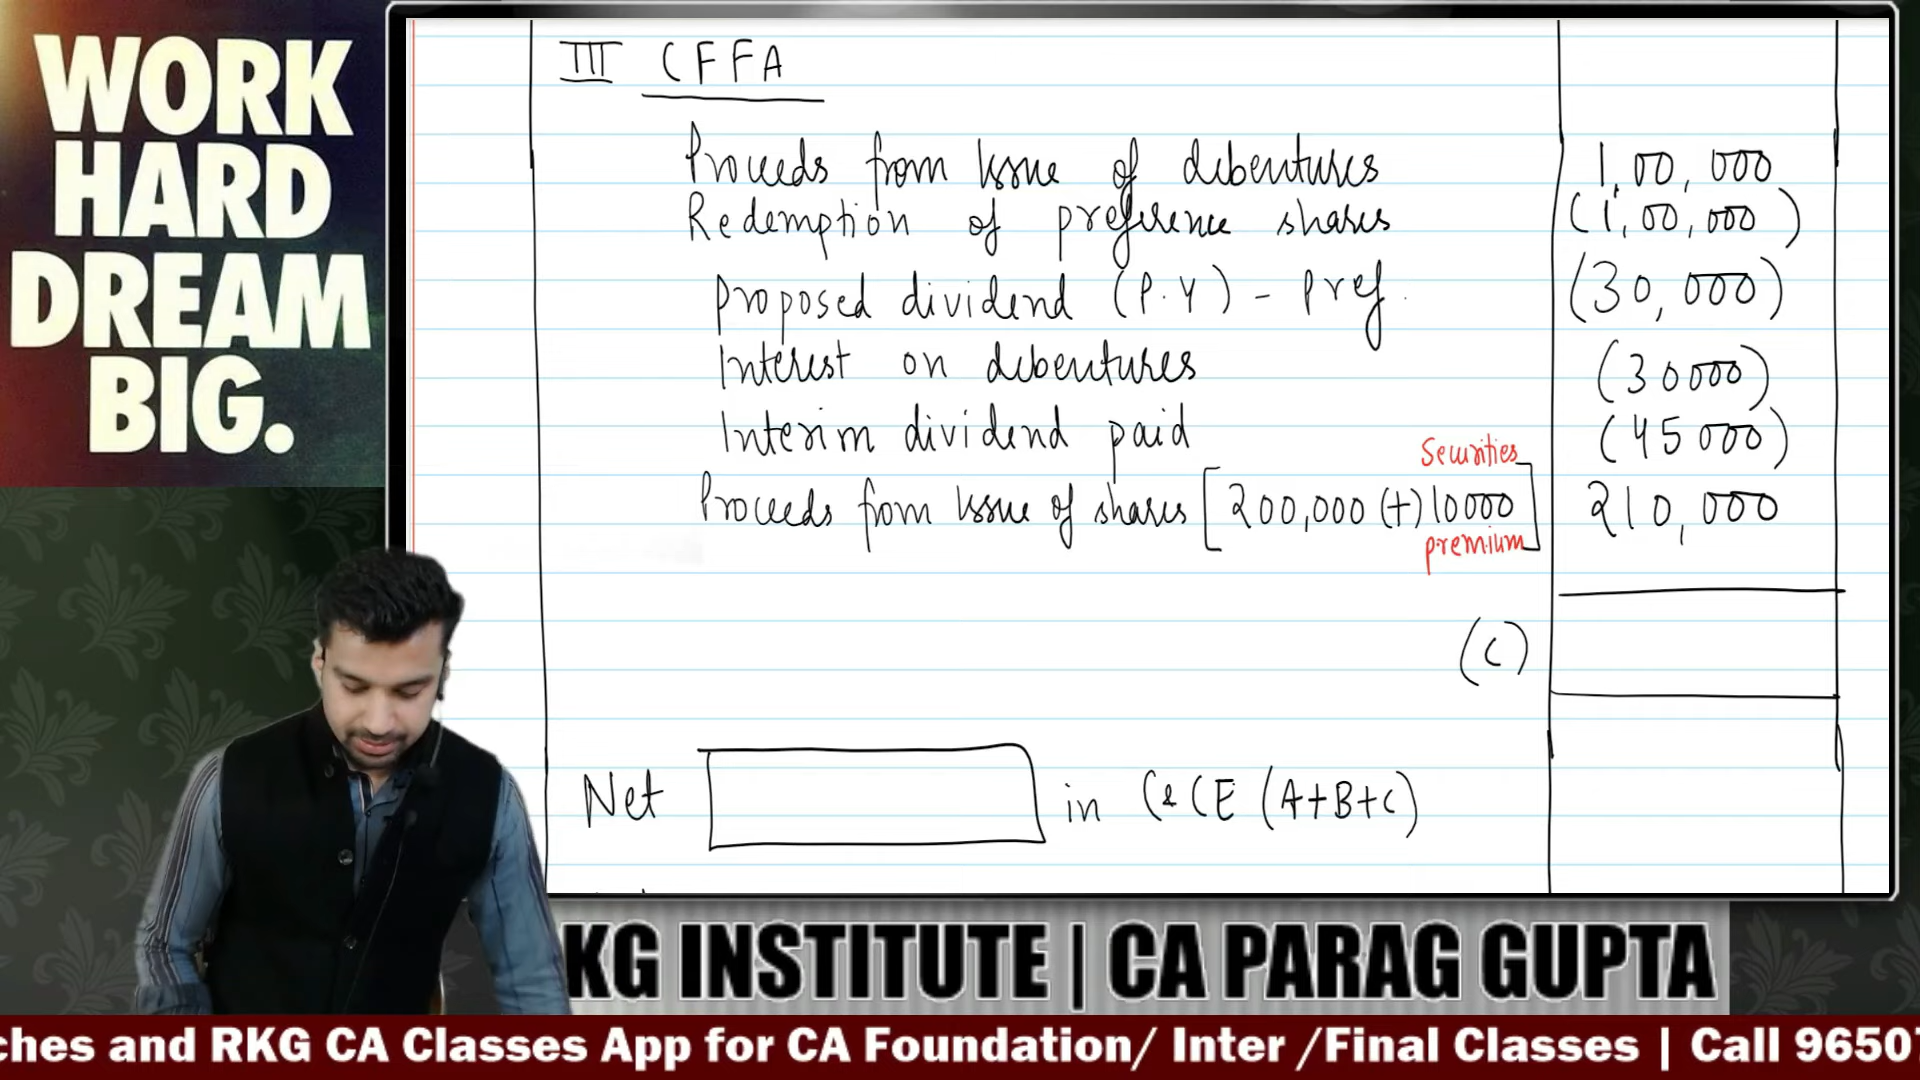 WORK
HARD
DREAM
BIG.
III CFFA
Proceeds from Issue of debentures 1,00,000
Redemption of preference shares (1,00,000)
Proposed dividend (P.Y) - Pref. (30,000)
Interest on debentures (30000)
Interim dividend paid (45000)
Securities
Proceeds from Issue of shares [200,000 (+) 10000] 210,000
premium
(C)
Net in C&CE (A+B+C)
KG INSTITUTE | CA PARAG GUPTA
ches and RKG CA Classes App for CA Foundation/ Inter /Final Classes | Call 9650